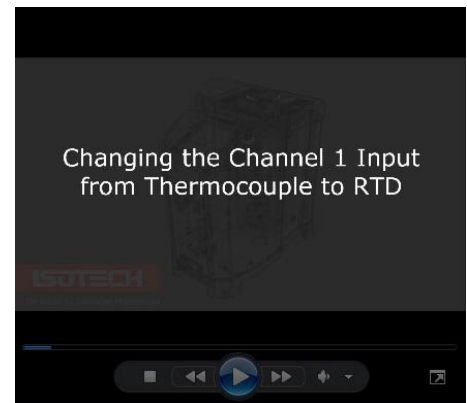 Changing the Channel 1 Input
from Thermocouple to RTD
ISOTECH